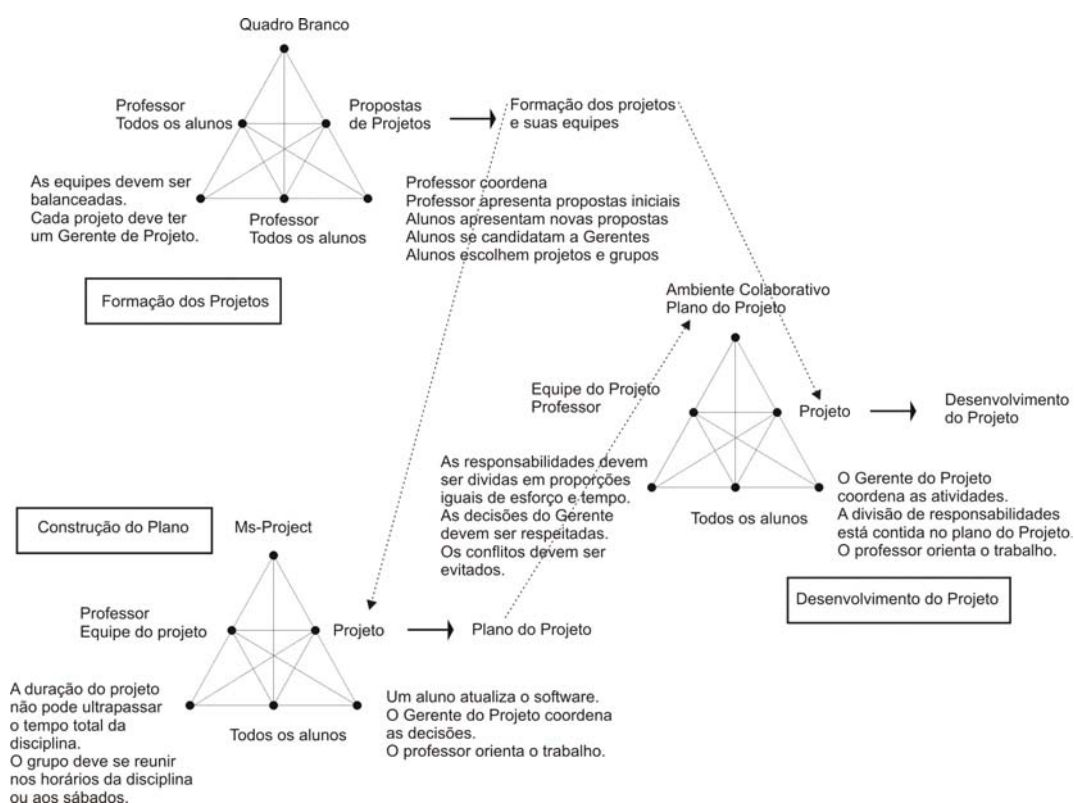 Quadro Branco
Professor
Todos os alunos
Propostas
de Projetos
Formação dos projetos
e suas equipes
As equipes devem ser
balanceadas.
Cada projeto deve ter
um Gerente de Projeto.
Professor
Todos os alunos
Professor coordena
Professor apresenta propostas iniciais
Alunos apresentam novas propostas
Alunos se candidatam a Gerentes
Alunos escolhem projetos e grupos
Formação dos Projetos
Ambiente Colaborativo
Plano do Projeto
Equipe do Projeto
Professor
Projeto
Desenvolvimento
do Projeto
As responsabilidades devem
ser dividas em proporções
iguais de esforço e tempo.
As decisões do Gerente
devem ser respeitadas.
Os conflitos devem ser
evitados.
Todos os alunos
O Gerente do Projeto
coordena as atividades.
A divisão de responsabilidades
está contida no plano do Projeto.
O professor orienta o trabalho.
Desenvolvimento do Projeto
Construção do Plano
Ms-Project
Professor
Equipe do projeto
Projeto
Plano do Projeto
A duração do projeto
não pode ultrapassar
o tempo total da
disciplina.
O grupo deve se reunir
nos horários da disciplina
ou aos sábados.
Todos os alunos
Um aluno atualiza o software.
O Gerente do Projeto coordena
as decisões.
O professor orienta o trabalho.